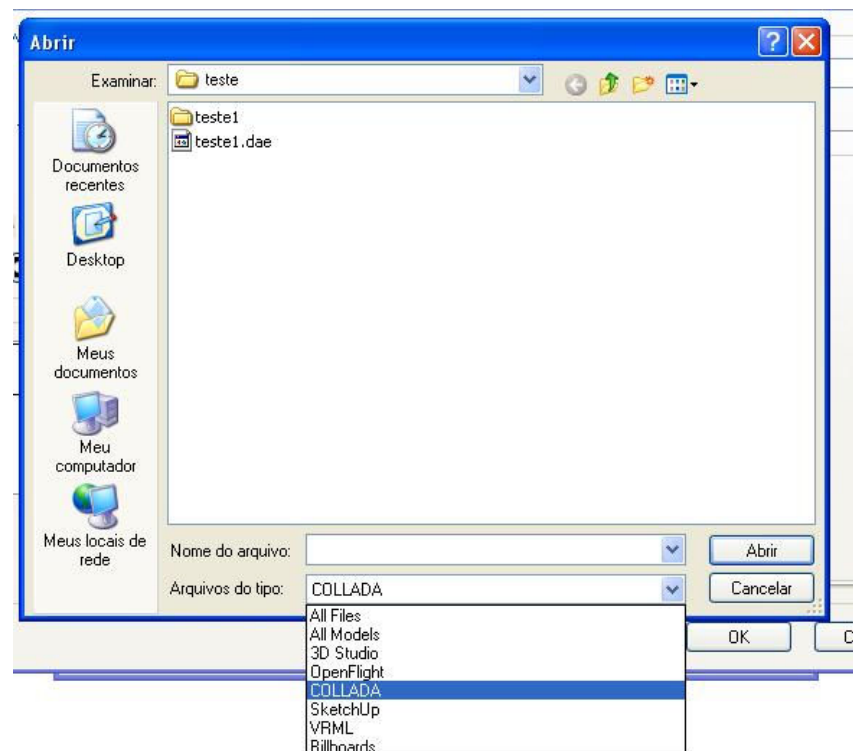 Abrir
Examinar:
teste
teste1
teste1.dae
Documentos
recentes
Desktop
Meus
documentos
Meu
computador
Meus locais de
rede
Nome do arquivo:
Abrir
Arquivos do tipo:
COLLADA
Cancelar
All Files
All Models
3D Studio
OpenFlight
COLLADA
SketchUp
VRML
Billboards
OK
C